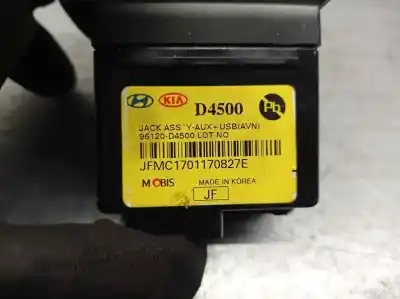 KIA D4500 Pb
JACK ASS`Y-AUX+USB(AVN)
96120-D4500 LOT NO
JFMC1701170827E
MOBIS MADE IN KOREA
JF